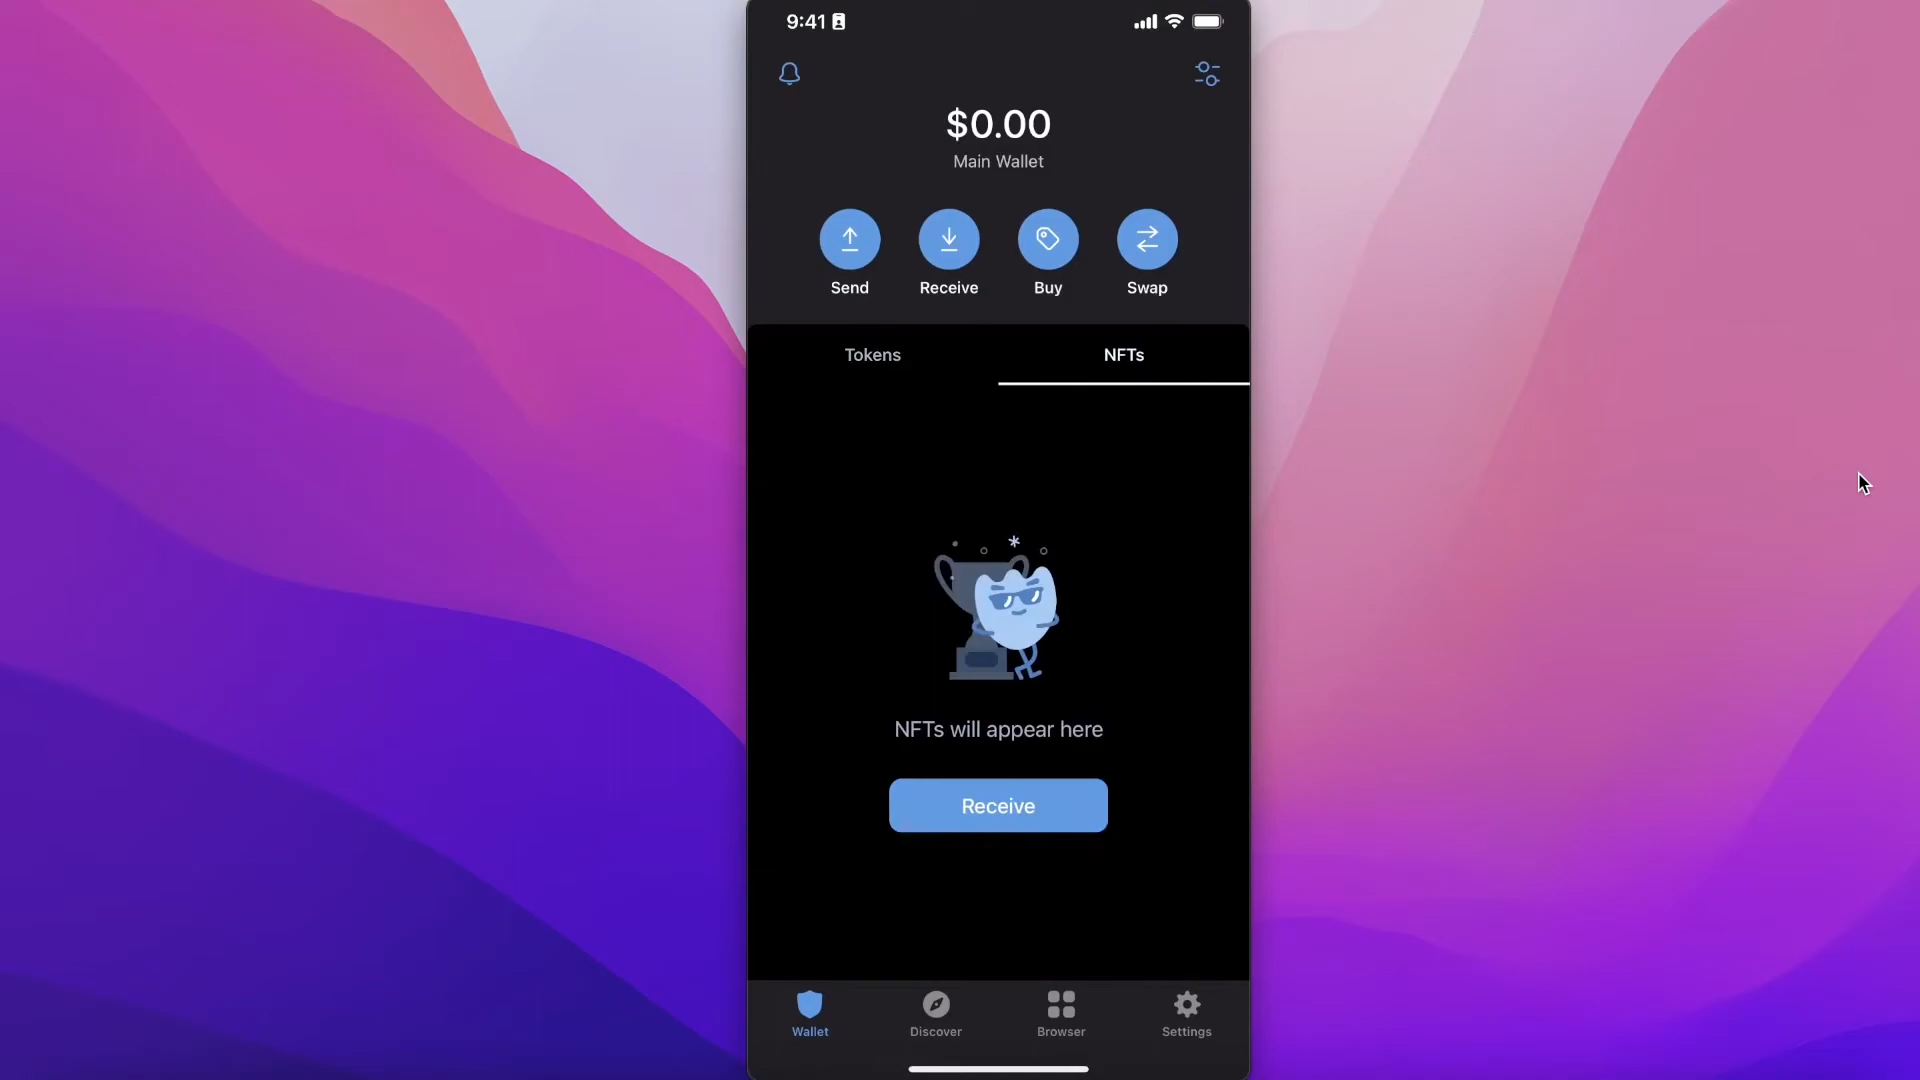 9:41
$0.00
Main Wallet
Send Receive Buy Swap
Tokens NFTs
NFTs will appear here
Receive
Wallet Discover Browser Settings